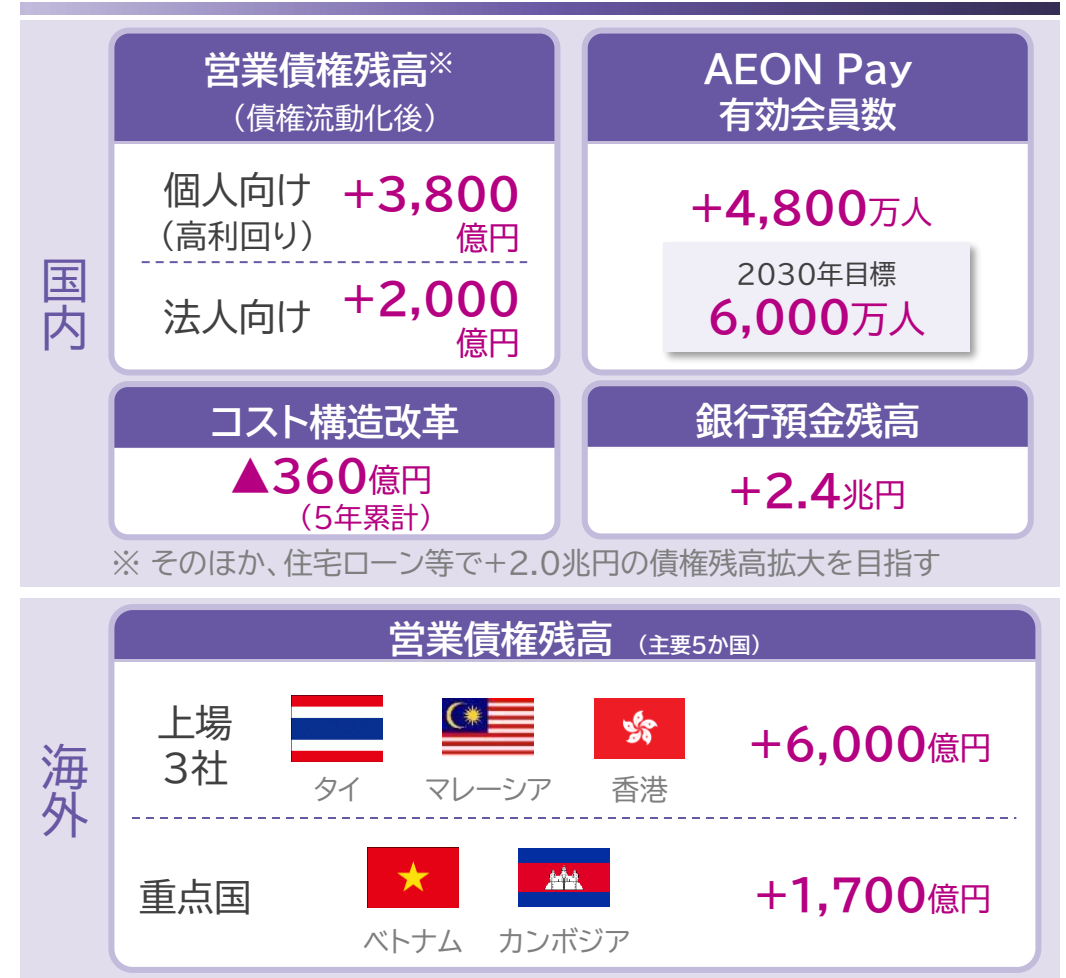 国内
営業債権残高※
（債権流動化後）
個人向け +3,800
（高利回り） 億円
法人向け +2,000
億円
AEON Pay
有効会員数
+4,800万人
2030年目標
6,000万人
コスト構造改革
▲360億円
（5年累計）
銀行預金残高
+2.4兆円
※ そのほか、住宅ローン等で+2.0兆円の債権残高拡大を目指す
海外
営業債権残高 （主要5か国）
上場
3社
タイ マレーシア 香港
+6,000億円
重点国
ベトナム カンボジア
+1,700億円